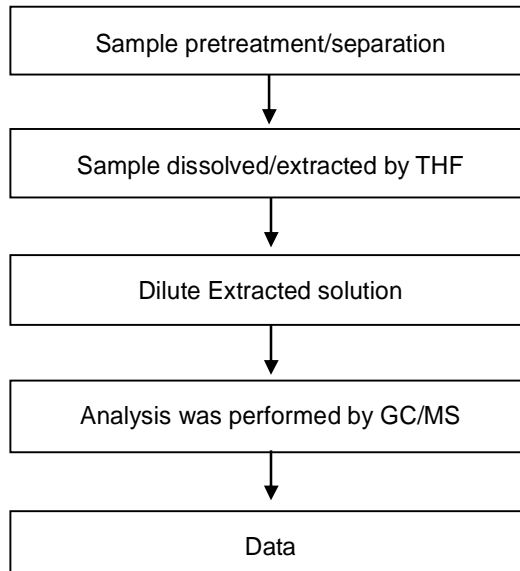 Sample pretreatment/separation
Sample dissolved/extracted by THF
Dilute Extracted solution
Analysis was performed by GC/MS
Data